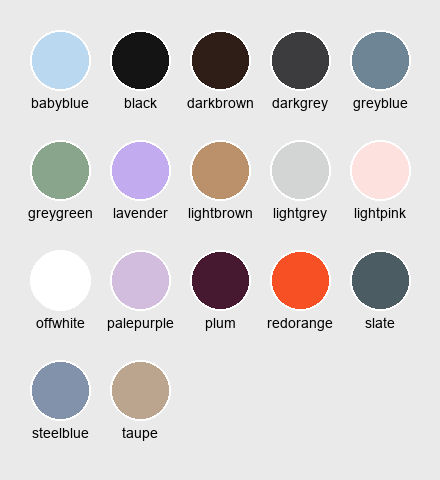 babyblue black darkbrown darkgrey greyblue
greygreen lavender lightbrown lightgrey lightpink
offwhite palepurple plum redorange slate
steelblue taupe